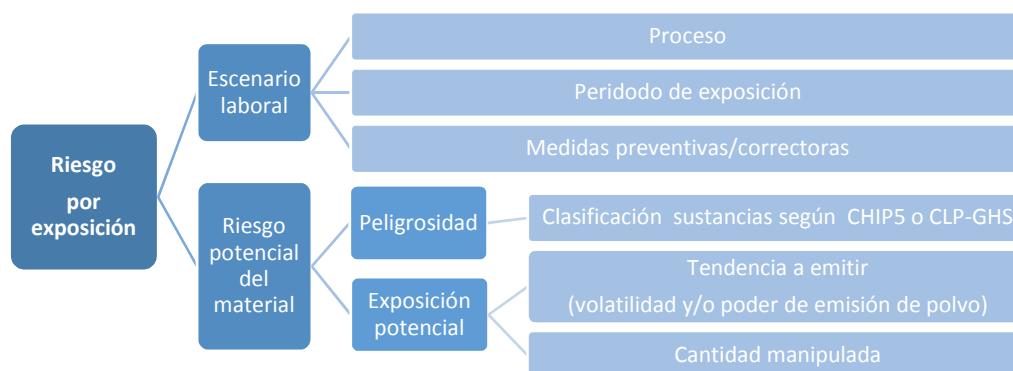 Riesgo
por
exposición
Escenario
laboral
Proceso
Peridodo de exposición
Medidas preventivas/correctoras
Riesgo
potencial
del
material
Peligrosidad
Clasificación sustancias según CHIP5 o CLP-GHS
Exposición
potencial
Tendencia a emitir
(volatilidad y/o poder de emisión de polvo)
Cantidad manipulada